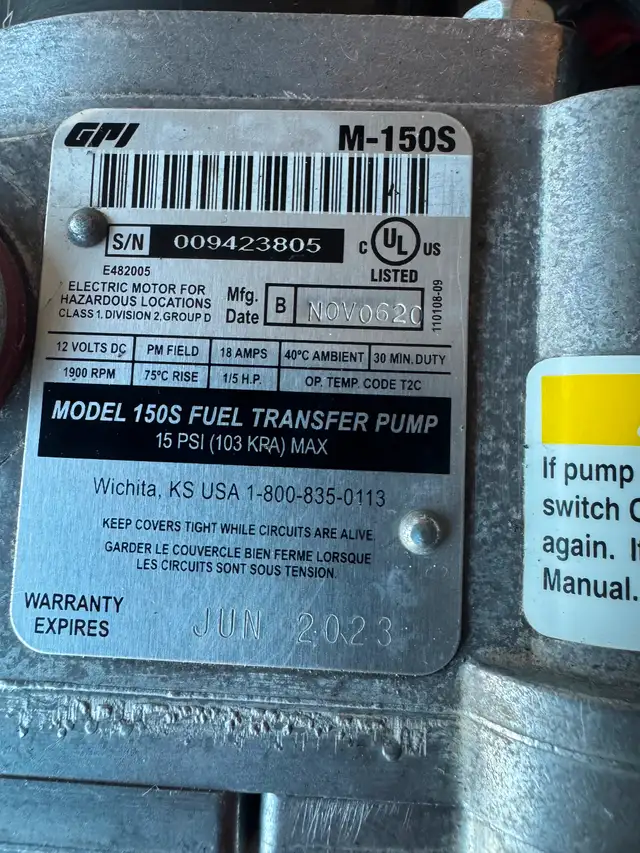 GPI
M-150S
S/N 009423805
C UL US
LISTED
E482005
ELECTRIC MOTOR FOR
HAZARDOUS LOCATIONS
CLASS 1, DIVISION 2, GROUP D
Mfg.
Date
B
NOV0620
110108-09
12 VOLTS DC PM FIELD 18 AMPS 40°C AMBIENT 30 MIN. DUTY
1900 RPM 75°C RISE 1/5 H.P. OP. TEMP. CODE T2C
MODEL 150S FUEL TRANSFER PUMP
15 PSI (103 KPA) MAX
Wichita, KS USA 1-800-835-0113
KEEP COVERS TIGHT WHILE CIRCUITS ARE ALIVE.
GARDER LE COUVERCLE BIEN FERME LORSQUE
LES CIRCUITS SONT SOUS TENSION.
WARRANTY
EXPIRES
JUN 2023
If pump
switch
again.
Manual.